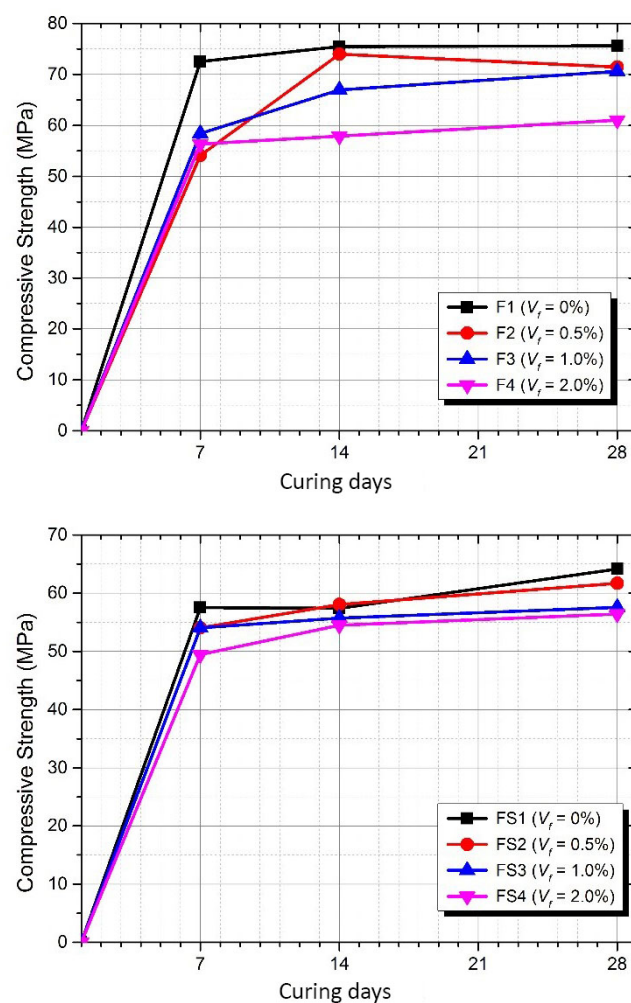 80
70
60
50
40
30
20
10
0
Compressive Strength (MPa)
F1 (Vf = 0%)
F2 (Vf = 0.5%)
F3 (Vf = 1.0%)
F4 (Vf = 2.0%)
7 14 21 28
Curing days
70
60
50
40
30
20
10
0
Compressive Strength (MPa)
FS1 (Vf = 0%)
FS2 (Vf = 0.5%)
FS3 (Vf = 1.0%)
FS4 (Vf = 2.0%)
7 14 21 28
Curing days